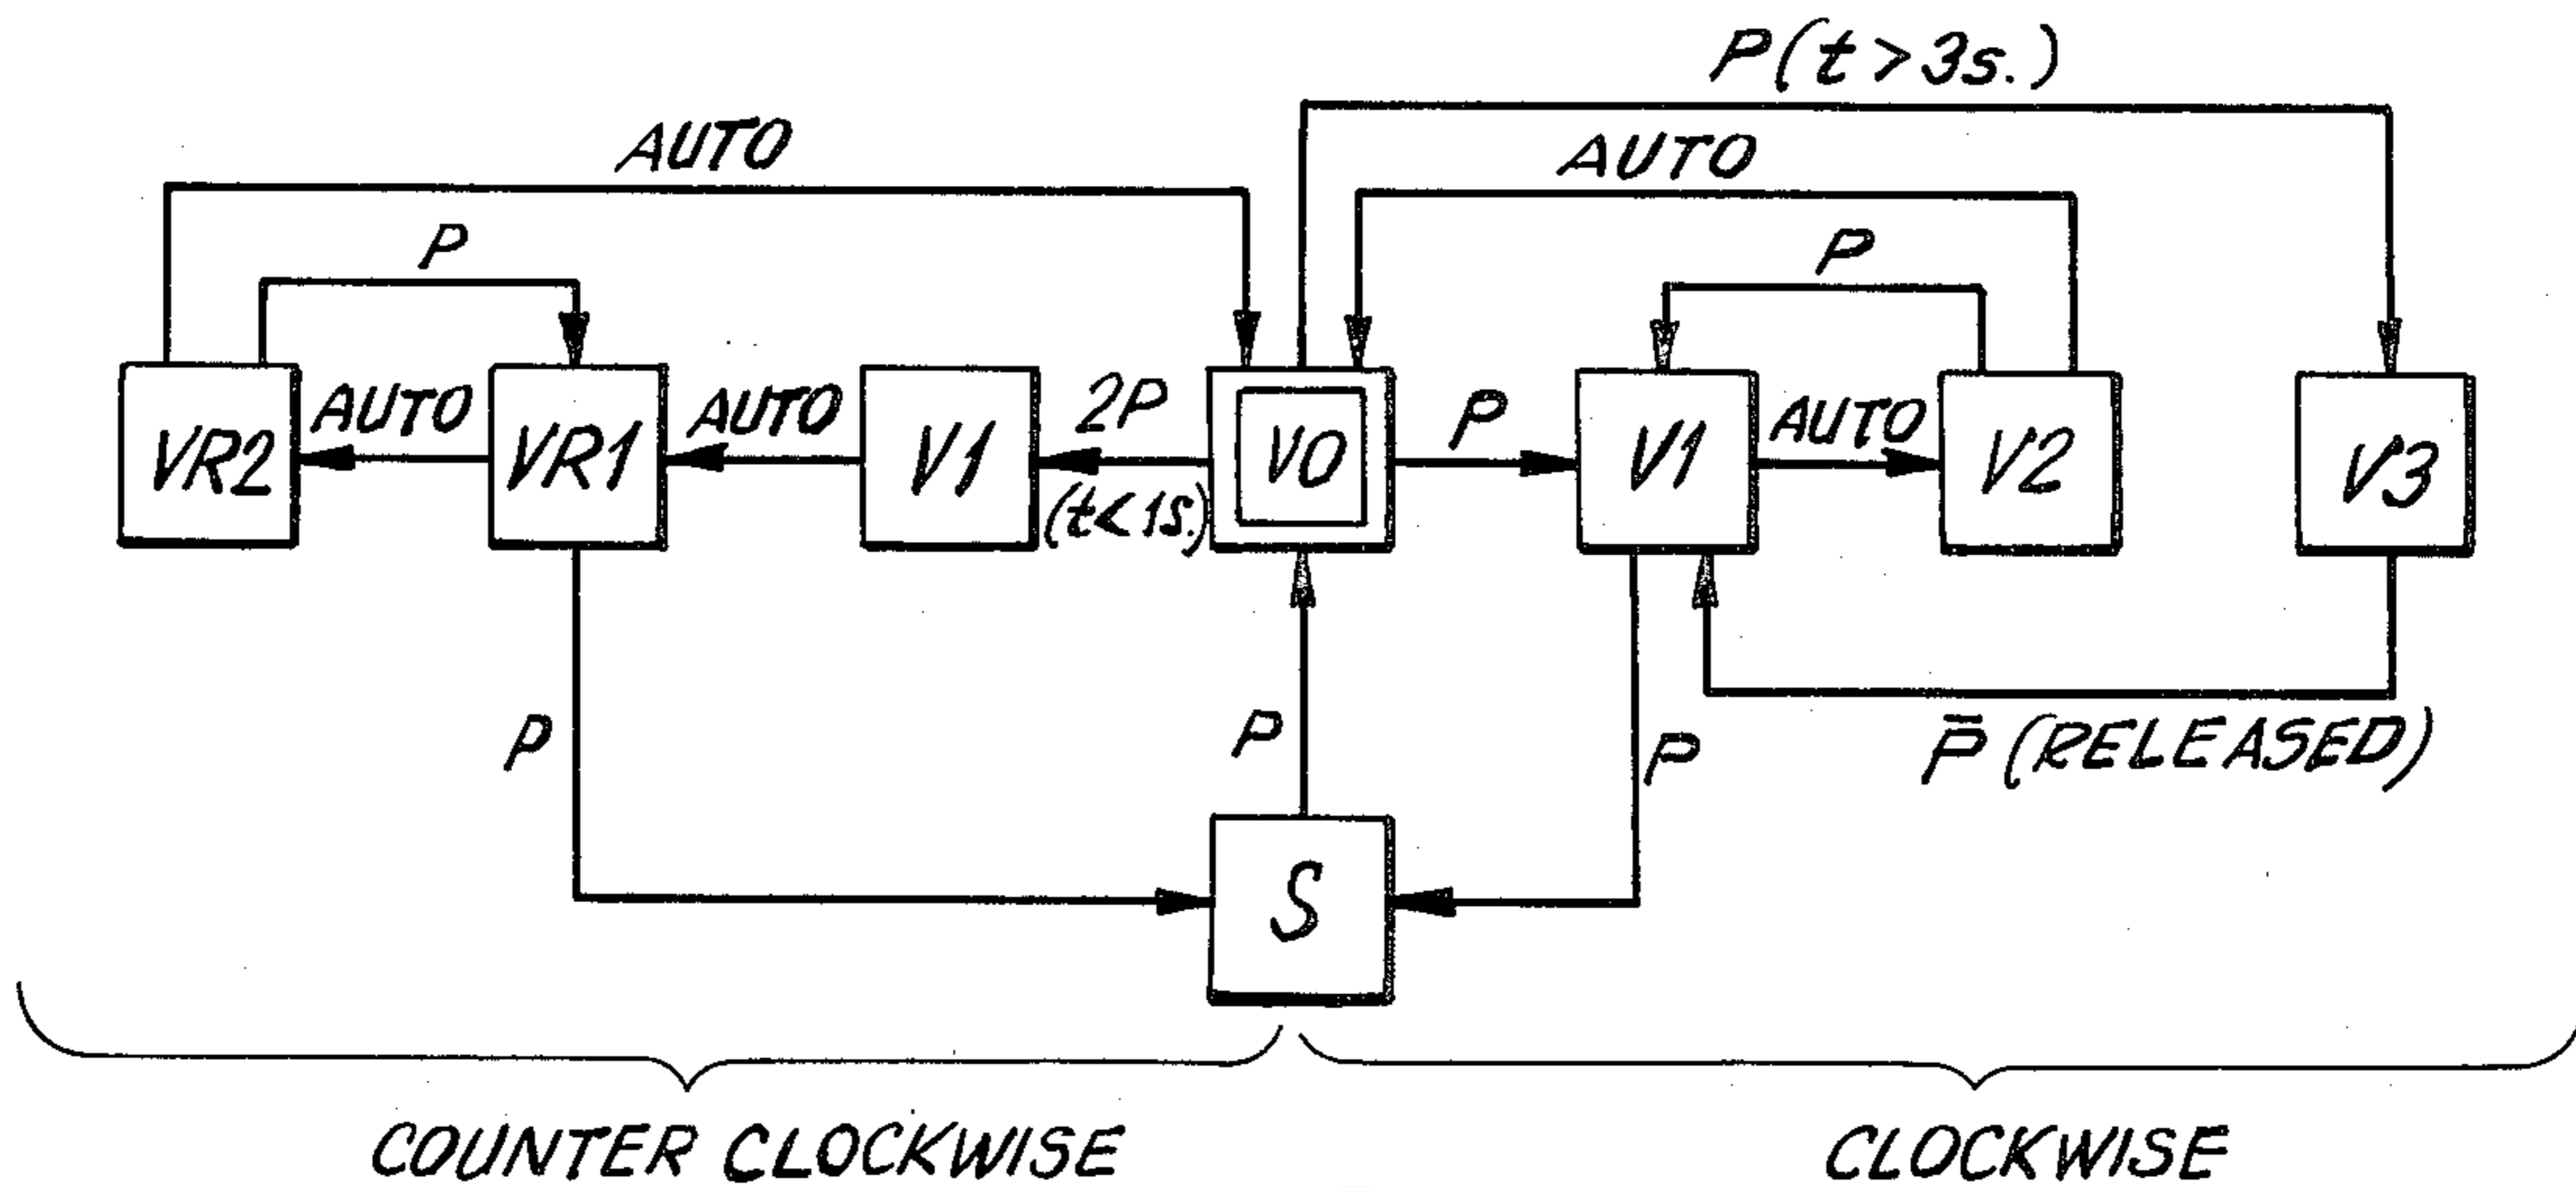 P(t > 3s.)
AUTO
AUTO
P
P
VR2
AUTO
VR1
AUTO
V1
2P
(t < 1s.)
V0
P
V1
AUTO
V2
V3
P
P
P
P̄ (RELEASED)
S
COUNTER CLOCKWISE
CLOCKWISE